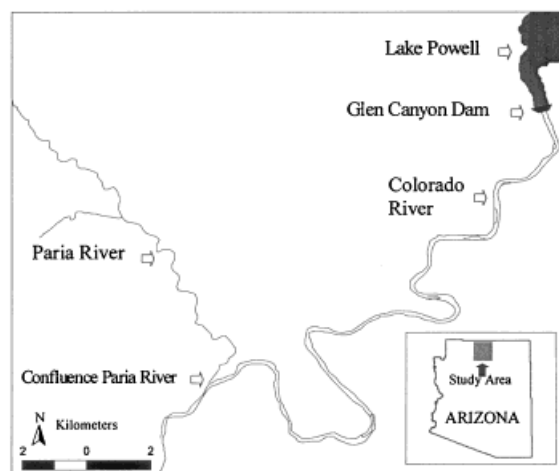 Lake Powell
Glen Canyon Dam
Colorado
River
Paria River
Confluence Paria River
N
Kilometers
2 0 2
Study Area
ARIZONA